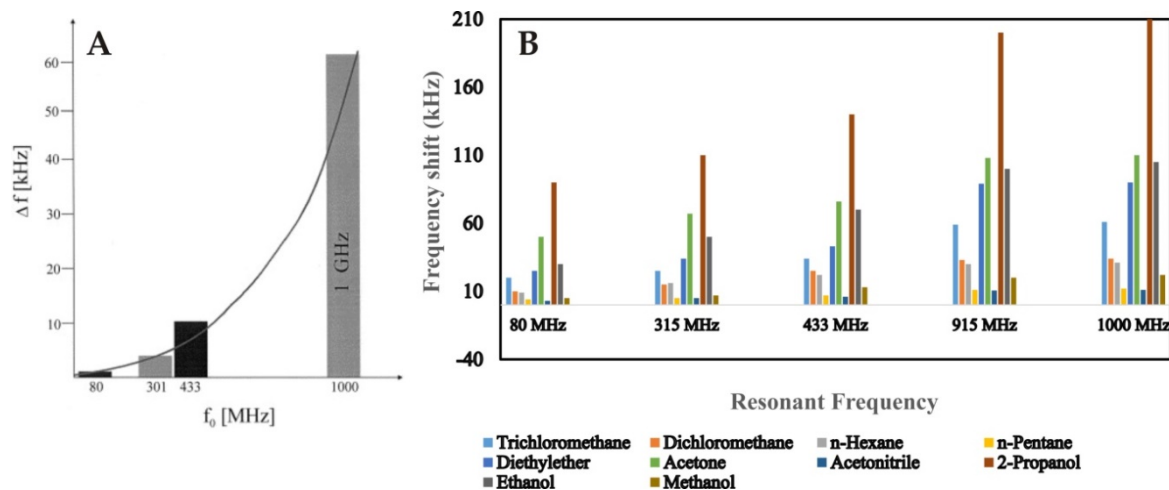 A
Δ f [kHz]
60
50
40
30
20
10
1 GHz
80 301 433 1000
f₀ [MHz]
B
Frequency shift (kHz)
210
160
110
60
10
-40
80 MHz 315 MHz 433 MHz 915 MHz 1000 MHz
Resonant Frequency
Trichloromethane Dichloromethane n-Hexane n-Pentane
Diethylether Acetone Acetonitrile 2-Propanol
Ethanol Methanol